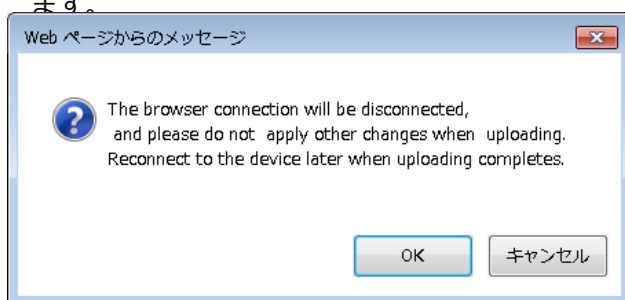 ます。
Web ページからのメッセージ
The browser connection will be disconnected,
and please do not apply other changes when uploading.
Reconnect to the device later when uploading completes.
OK
キャンセル